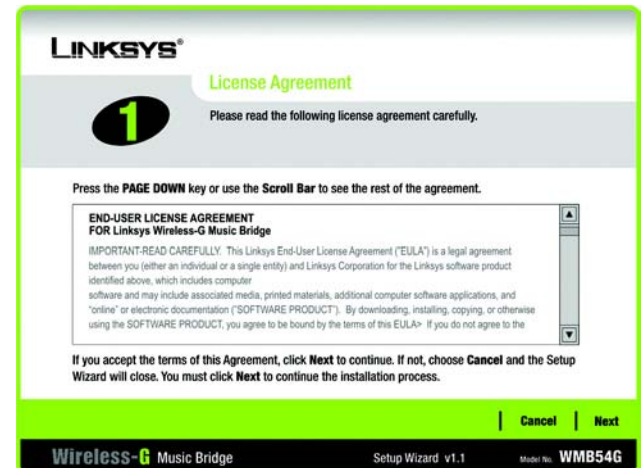 LINKSYS®
License Agreement
1
Please read the following license agreement carefully.
Press the PAGE DOWN key or use the Scroll Bar to see the rest of the agreement.
END-USER LICENSE AGREEMENT
FOR Linksys Wireless-G Music Bridge
IMPORTANT-READ CAREFULLY. This Linksys End-User License Agreement ("EULA") is a legal agreement
between you (either an individual or a single entity) and Linksys Corporation for the Linksys software product
identified above, which includes computer
software and may include associated media, printed materials, additional computer software applications, and
"online" or electronic documentation ("SOFTWARE PRODUCT"). By downloading, installing, copying, or otherwise
using the SOFTWARE PRODUCT, you agree to be bound by the terms of this EULA> If you do not agree to the
If you accept the terms of this Agreement, click Next to continue. If not, choose Cancel and the Setup
Wizard will close. You must click Next to continue the installation process.
Cancel
Next
Wireless-G Music Bridge
Setup Wizard v1.1
Model No. WMB54G